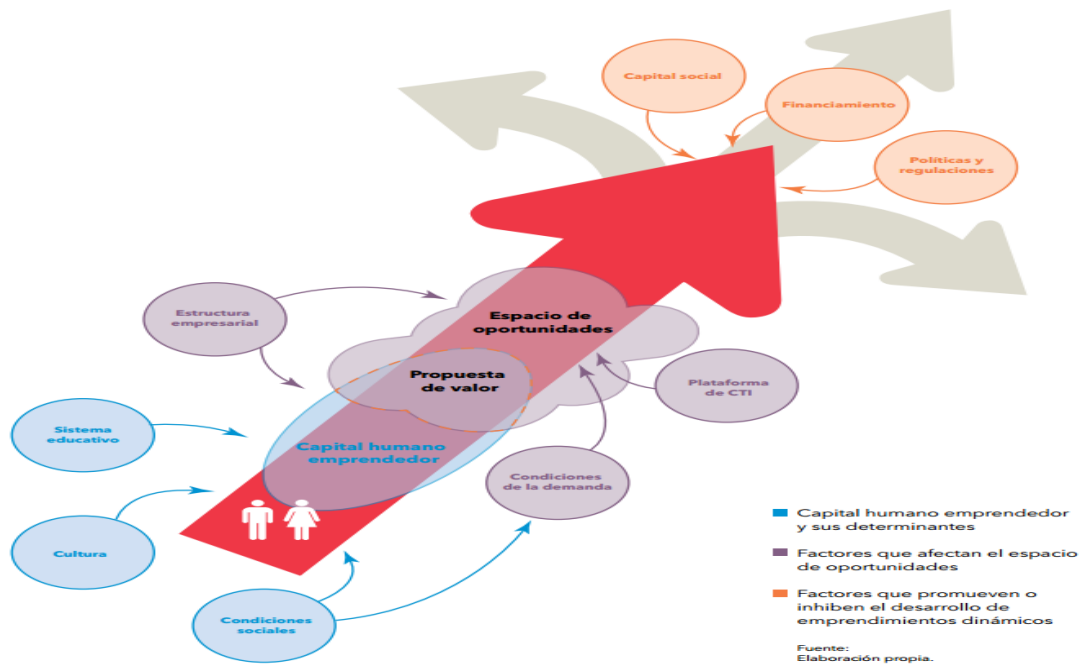 Capital social
Financiamiento
Políticas y
regulaciones
Estructura
empresarial
Espacio de
oportunidades
Propuesta
de valor
Plataforma
de CTI
Sistema
educativo
Capital humano
emprendedor
Condiciones
de la demanda
Cultura
Condiciones
sociales
Capital humano emprendedor
y sus determinantes
Factores que afectan el espacio
de oportunidades
Factores que promueven o
inhiben el desarrollo de
emprendimientos dinámicos
Fuente:
Elaboración propia.